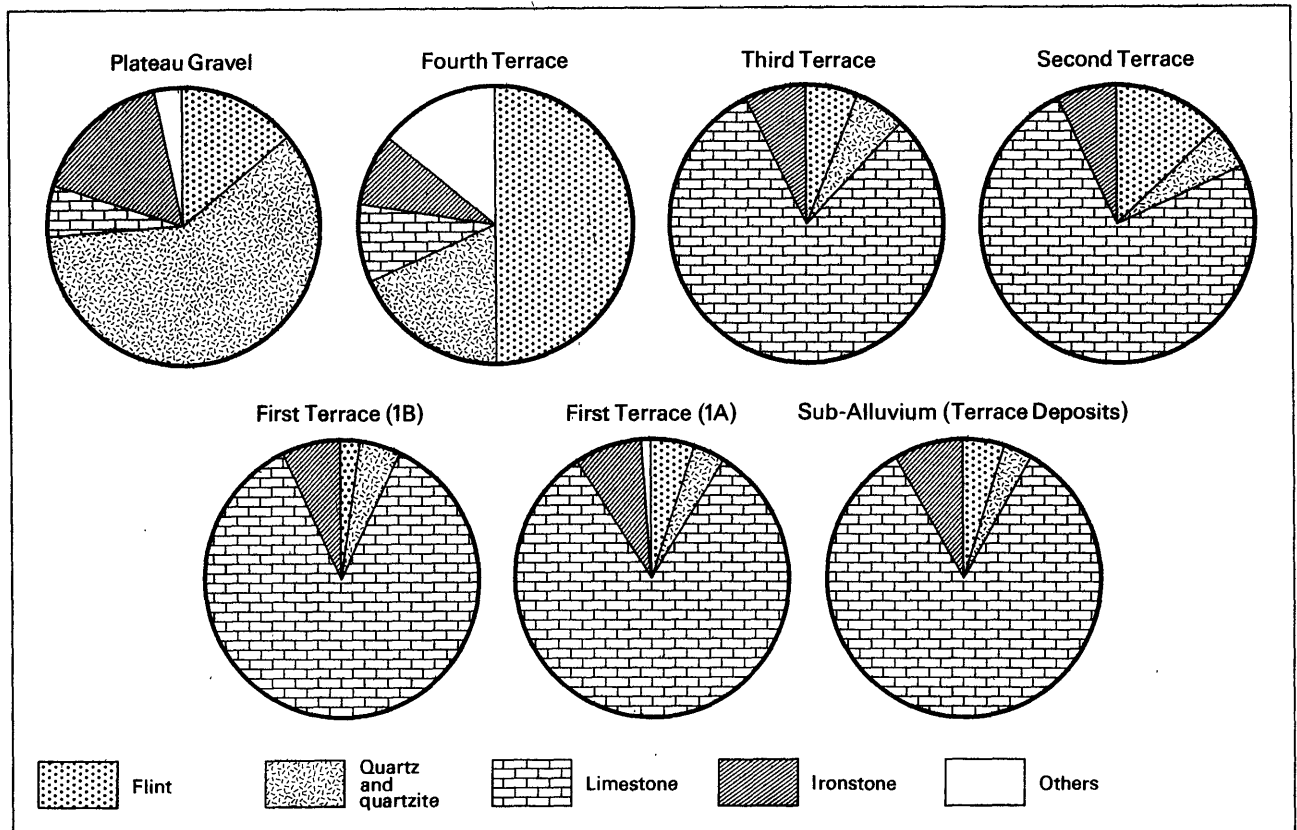 Plateau Gravel
Fourth Terrace
Third Terrace
Second Terrace
First Terrace (1B)
First Terrace (1A)
Sub-Alluvium (Terrace Deposits)
Flint
Quartz
and
quartzite
Limestone
Ironstone
Others